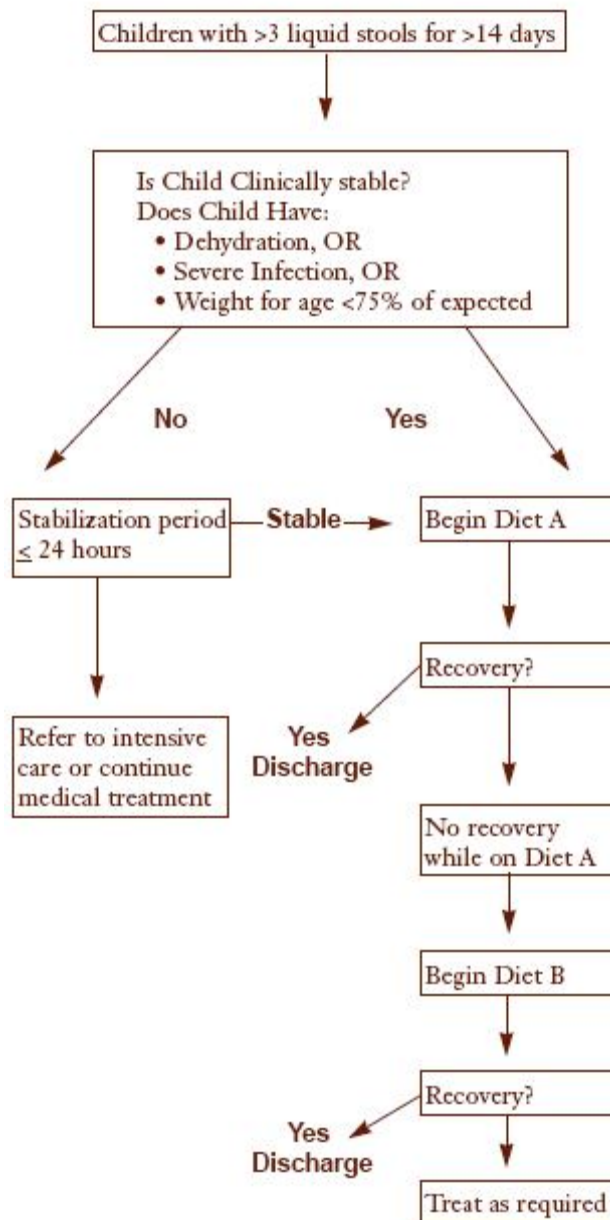 Children with >3 liquid stools for >14 days
Is Child Clinically stable?
Does Child Have:
• Dehydration, OR
• Severe Infection, OR
• Weight for age <75% of expected
No
Yes
Stabilization period
≤ 24 hours
Stable
Begin Diet A
Recovery?
Yes
Discharge
Refer to intensive
care or continue
medical treatment
No recovery
while on Diet A
Begin Diet B
Recovery?
Yes
Discharge
Treat as required